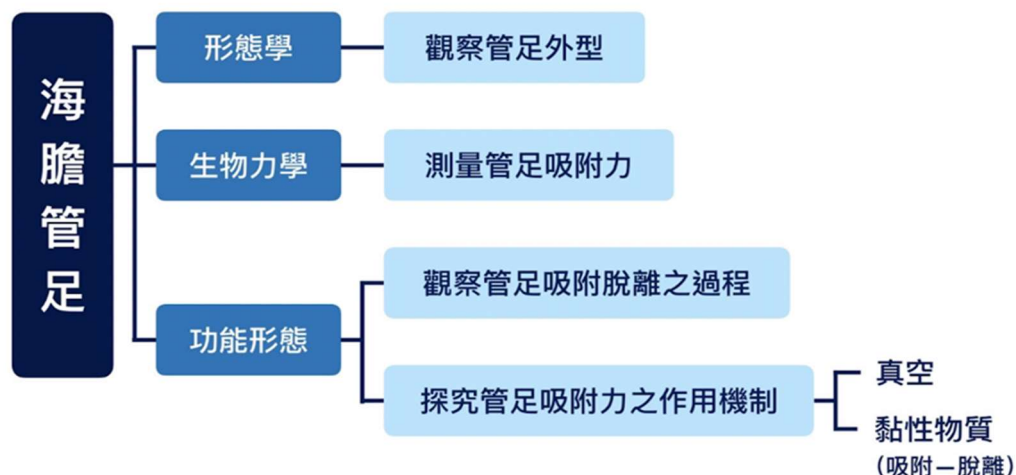 海膽管足
形態學
觀察管足外型
生物力學
測量管足吸附力
功能形態
觀察管足吸附脫離之過程
探究管足吸附力之作用機制
真空
黏性物質
(吸附－脫離)